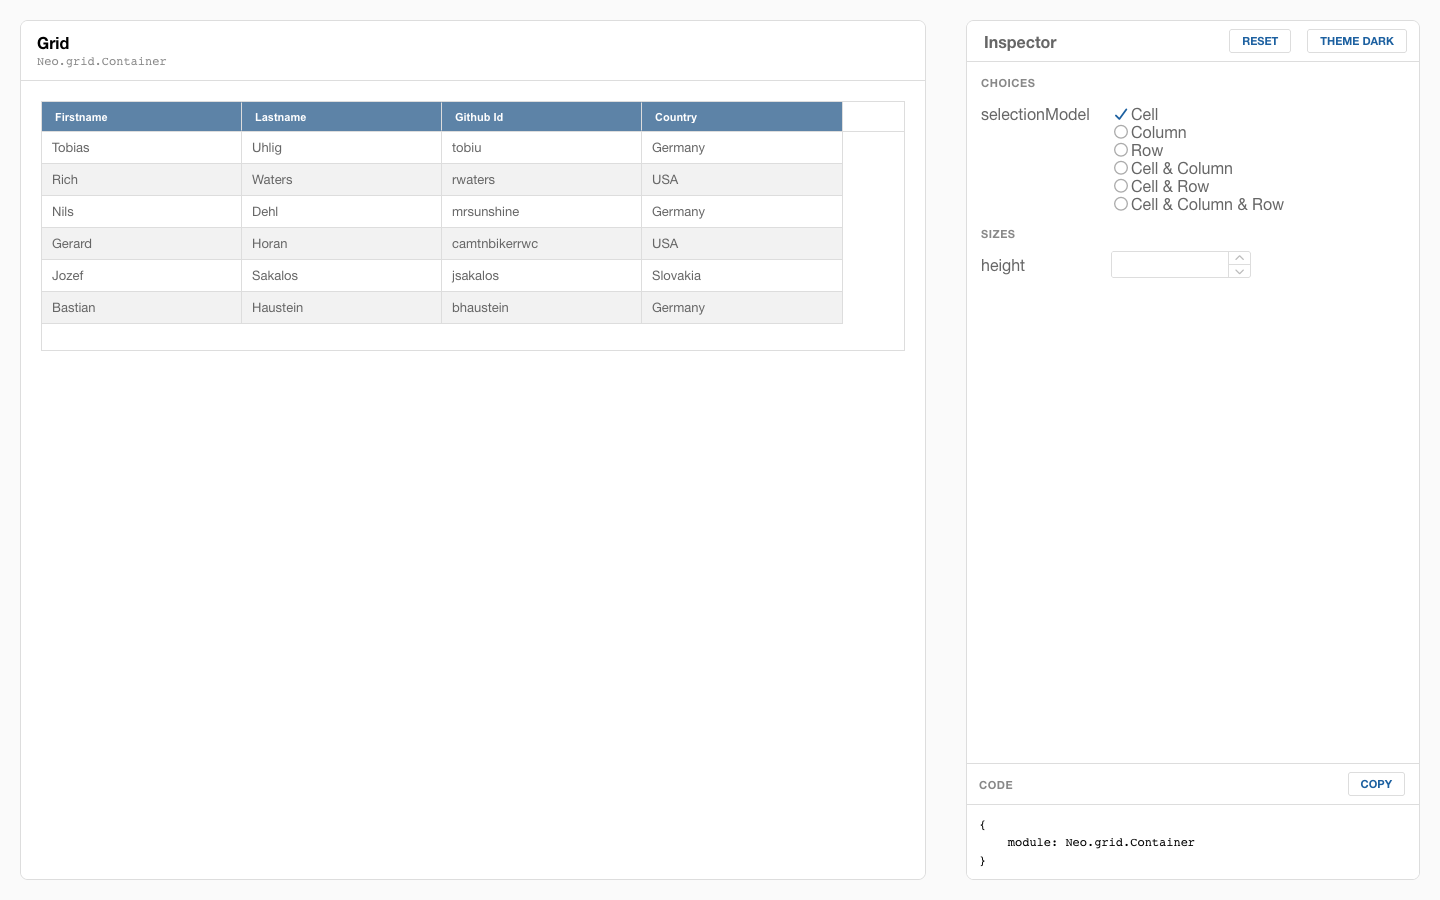 Grid
Neo.grid.Container
Firstname Lastname Github Id Country
Tobias Uhlig tobiu Germany
Rich Waters rwaters USA
Nils Dehl mrsunshine Germany
Gerard Horan camtnbikerrwc USA
Jozef Sakalos jsakalos Slovakia
Bastian Haustein bhaustein Germany
Inspector RESET THEME DARK
CHOICES
selectionModel Cell
Column
Row
Cell & Column
Cell & Row
Cell & Column & Row
SIZES
height
CODE COPY
{
    module: Neo.grid.Container
}